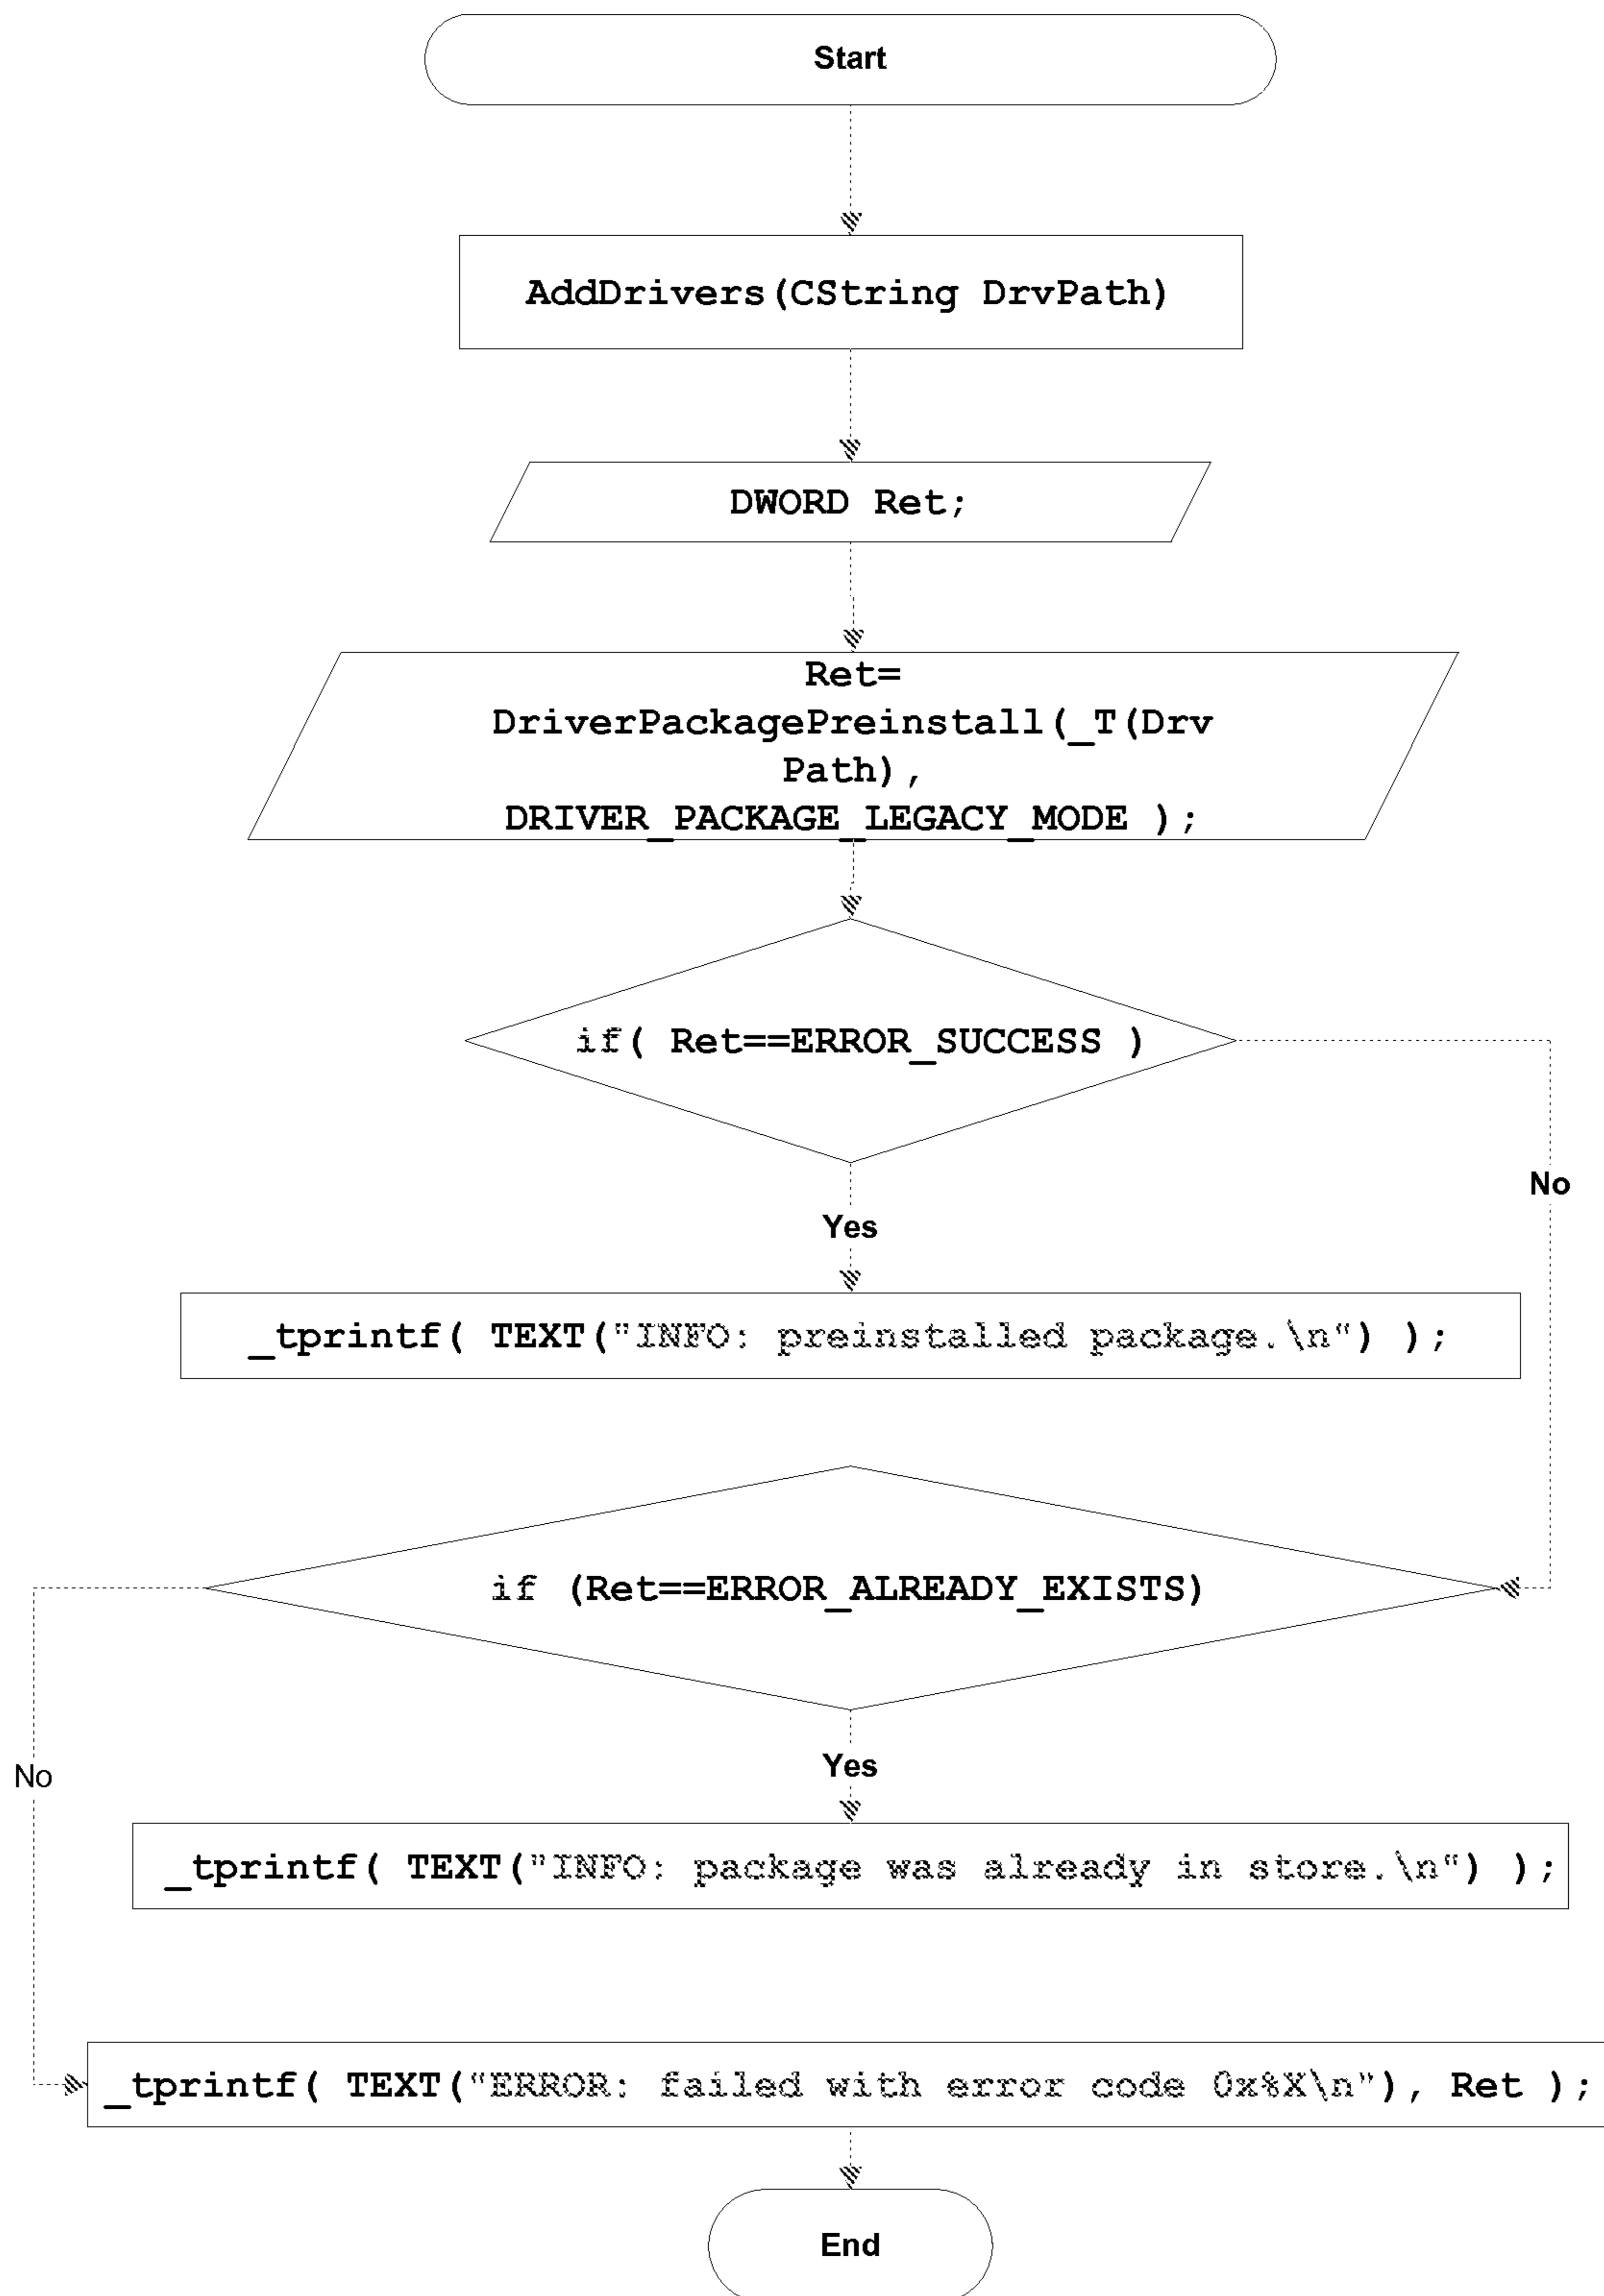 Start
AddDrivers(CString DrvPath)
DWORD Ret;
Ret=
DriverPackagePreinstall(_T(Drv
Path),
DRIVER_PACKAGE_LEGACY_MODE );
if( Ret==ERROR_SUCCESS )
No
Yes
_tprintf( TEXT("INFO: preinstalled package.\n") );
if (Ret==ERROR_ALREADY_EXISTS)
Yes
No
_tprintf( TEXT("INFO: package was already in store.\n") );
_tprintf( TEXT("ERROR: failed with error code 0x%X\n"), Ret );
End